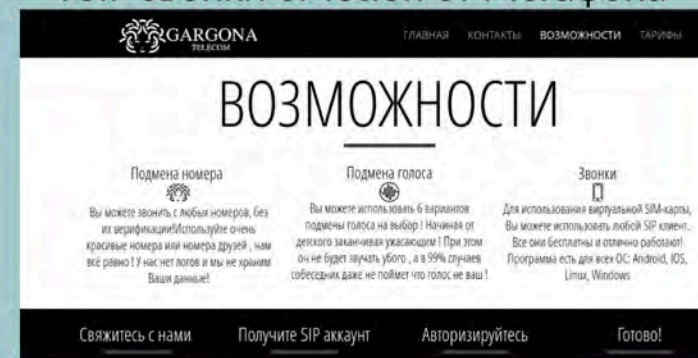 GARGONA
TELECOM
ГЛАВНАЯ КОНТАКТЫ ВОЗМОЖНОСТИ ТАРИФЫ
ВОЗМОЖНОСТИ
Подмена номера
Вы можете звонить с любых номеров, без
их верификации!Используйте очень
красивые номера или номера друзей , нам
всё равно ! У нас нет логов и мы не храним
Ваши данные!
Подмена голоса
Вы можете использовать 6 вариантов
подмены голоса на выбор ! Начиная от
детского заканчивая ужасающим ! При этом
он не будет звучать убого , а в 99% случаев
собеседник даже не поймет что голос не ваш !
Звонки
Для использования виртуальной SIM-карты,
Вы можете использовать любой SIP клиент.
Все они бесплатны и отлично работают!
Программа есть для всех ОС: Android, IOS,
Linux, Windows
Свяжитесь с нами Получите SIP аккаунт Авторизируйтесь Готово!